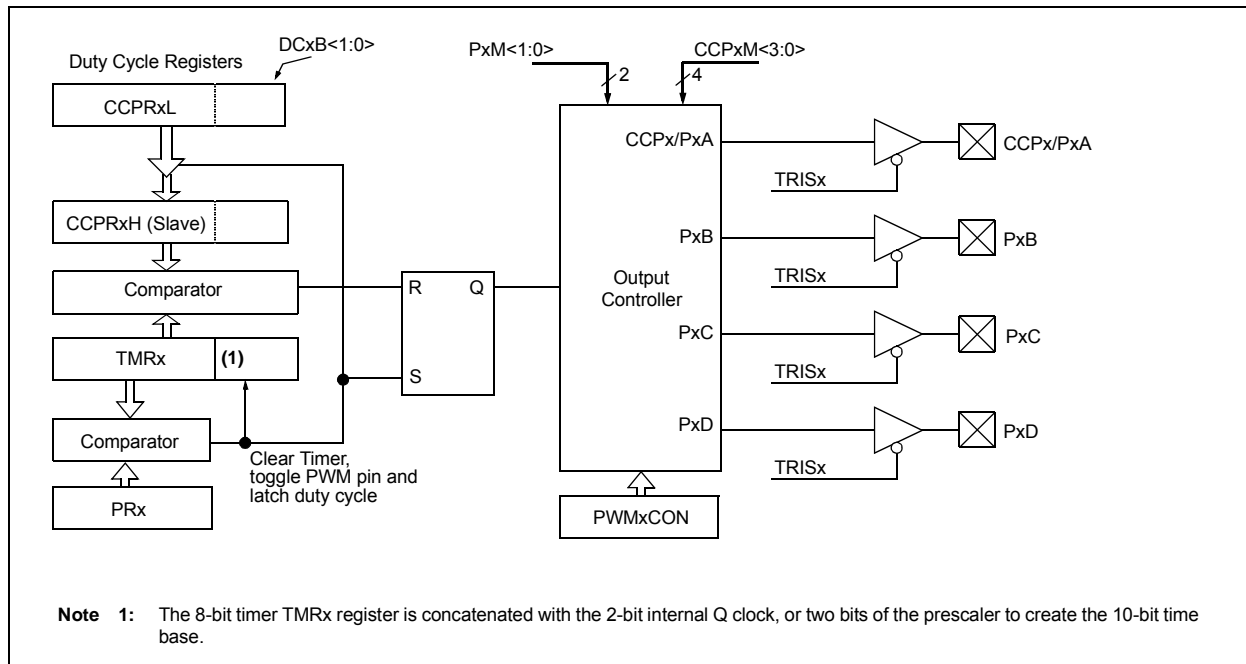 DCxB<1:0>
Duty Cycle Registers
CCPRxL
CCPRxH (Slave)
Comparator
TMRx (1)
Comparator
PRx
Clear Timer,
toggle PWM pin and
latch duty cycle
R Q
S
PxM<1:0>
2
CCPxM<3:0>
4
Output
Controller
CCPx/PxA
PxB
PxC
PxD
PWMxCON
TRISx
CCPx/PxA
TRISx
PxB
TRISx
PxC
TRISx
PxD
Note 1: The 8-bit timer TMRx register is concatenated with the 2-bit internal Q clock, or two bits of the prescaler to create the 10-bit time
base.